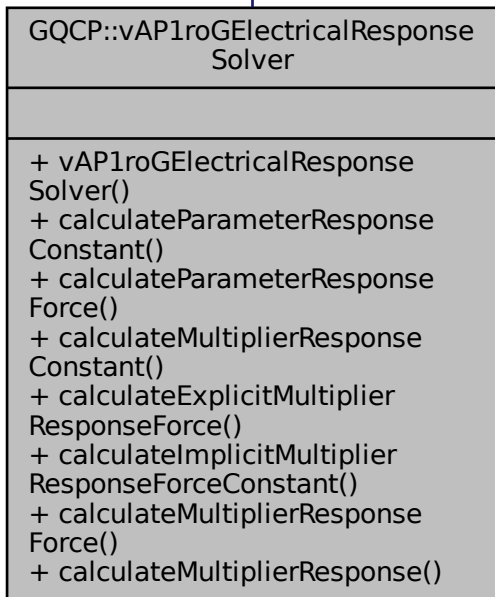 GQCP::vAP1roGElectricalResponse
Solver
+ vAP1roGElectricalResponse
Solver()
+ calculateParameterResponse
Constant()
+ calculateParameterResponse
Force()
+ calculateMultiplierResponse
Constant()
+ calculateExplicitMultiplier
ResponseForce()
+ calculateImplicitMultiplier
ResponseForceConstant()
+ calculateMultiplierResponse
Force()
+ calculateMultiplierResponse()